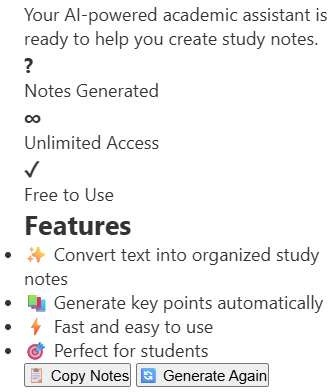 Your AI-powered academic assistant is
ready to help you create study notes.
?
Notes Generated
∞
Unlimited Access
✓
Free to Use
Features
• ✨ Convert text into organized study
notes
• 📚 Generate key points automatically
• ⚡ Fast and easy to use
• 🎯 Perfect for students
📋 Copy Notes 🔄 Generate Again